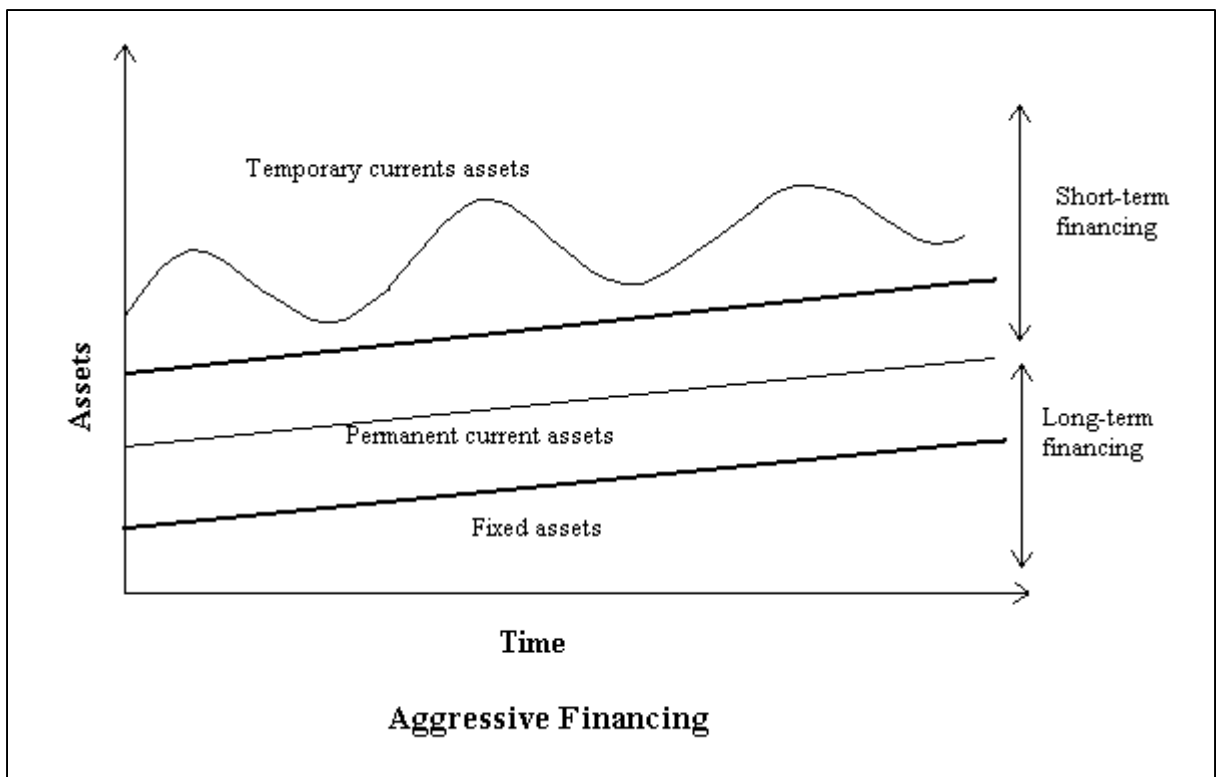 Temporary currents assets
Short-term
financing
Assets
Permanent current assets
Long-term
financing
Fixed assets
Time
Aggressive Financing